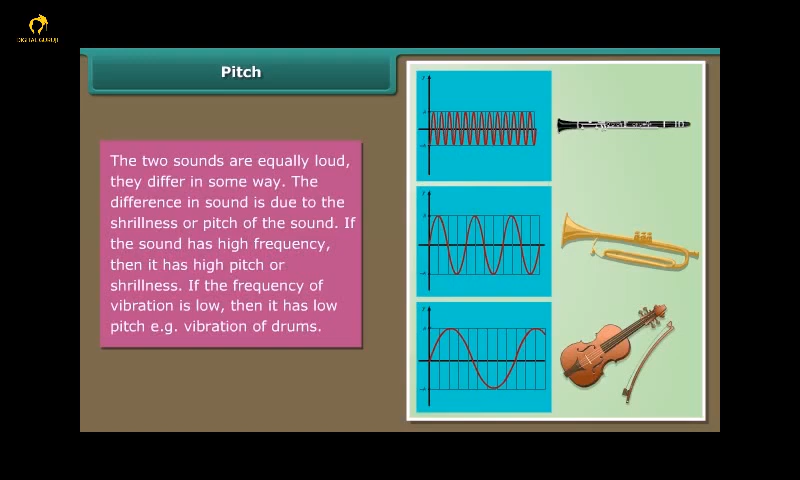 DIGITAL GURUJI
Pitch
The two sounds are equally loud,
they differ in some way. The
difference in sound is due to the
shrillness or pitch of the sound. If
the sound has high frequency,
then it has high pitch or
shrillness. If the frequency of
vibration is low, then it has low
pitch e.g. vibration of drums.